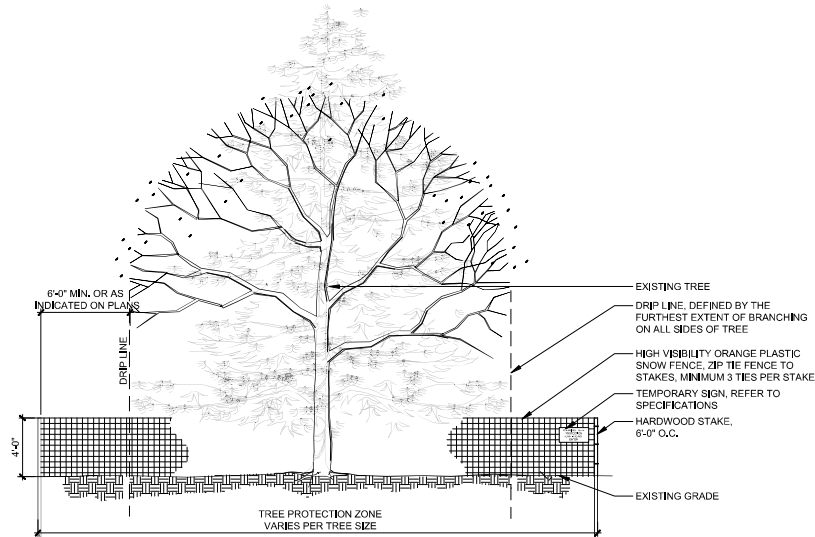 EXISTING TREE
6'-0" MIN. OR AS
INDICATED ON PLANS
DRIP LINE, DEFINED BY THE
FURTHEST EXTENT OF BRANCHING
ON ALL SIDES OF TREE
DRIP LINE
HIGH VISIBILITY ORANGE PLASTIC
SNOW FENCE, ZIP TIE FENCE TO
STAKES, MINIMUM 3 TIES PER STAKE
TEMPORARY SIGN, REFER TO
SPECIFICATIONS
HARDWOOD STAKE,
6'-0" O.C.
4'-0"
EXISTING GRADE
TREE PROTECTION ZONE
VARIES PER TREE SIZE